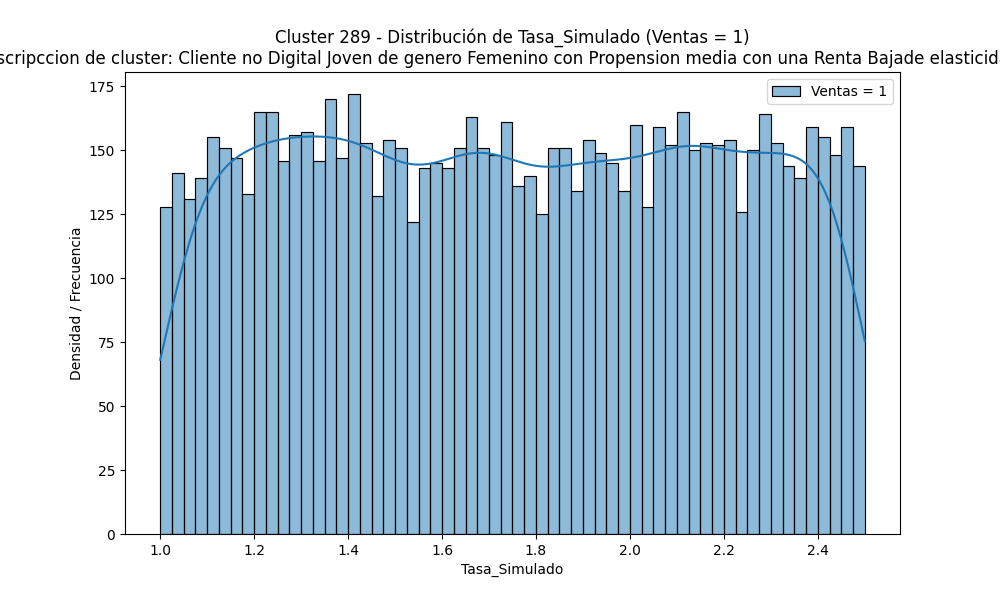 Cluster 289 - Distribución de Tasa_Simulado (Ventas = 1)
scripccion de cluster: Cliente no Digital Joven de genero Femenino con Propension media con una Renta Bajade elasticid
Ventas = 1
175
150
125
100
75
50
25
0
Densidad / Frecuencia
1.0 1.2 1.4 1.6 1.8 2.0 2.2 2.4
Tasa_Simulado